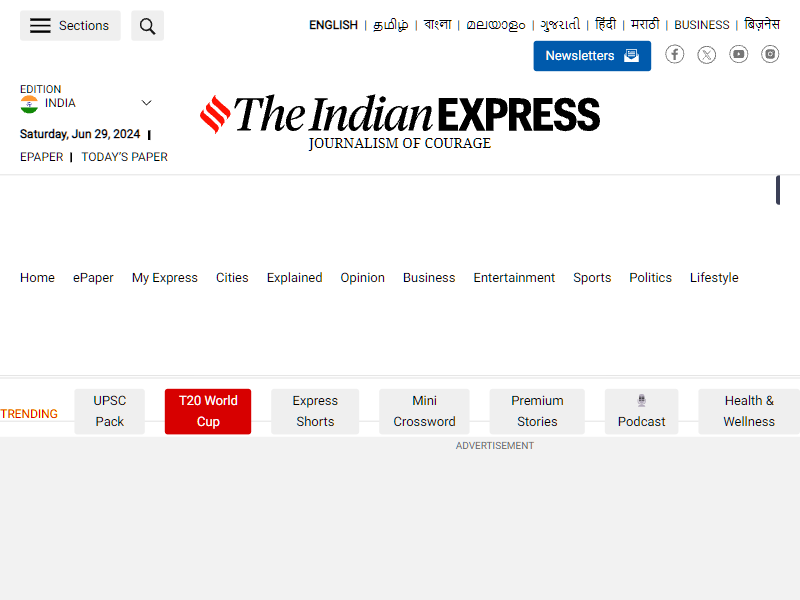 Sections
ENGLISH | தமிழ் | বাংলা | മലയാളം | ગુજરાતી | हिंदी | मराठी | BUSINESS | बिज़नेस
Newsletters
EDITION
INDIA
The Indian EXPRESS
JOURNALISM OF COURAGE
Saturday, Jun 29, 2024
EPAPER | TODAY'S PAPER
Home ePaper My Express Cities Explained Opinion Business Entertainment Sports Politics Lifestyle
TRENDING
UPSC
Pack
T20 World
Cup
Express
Shorts
Mini
Crossword
Premium
Stories
Podcast
Health &
Wellness
ADVERTISEMENT